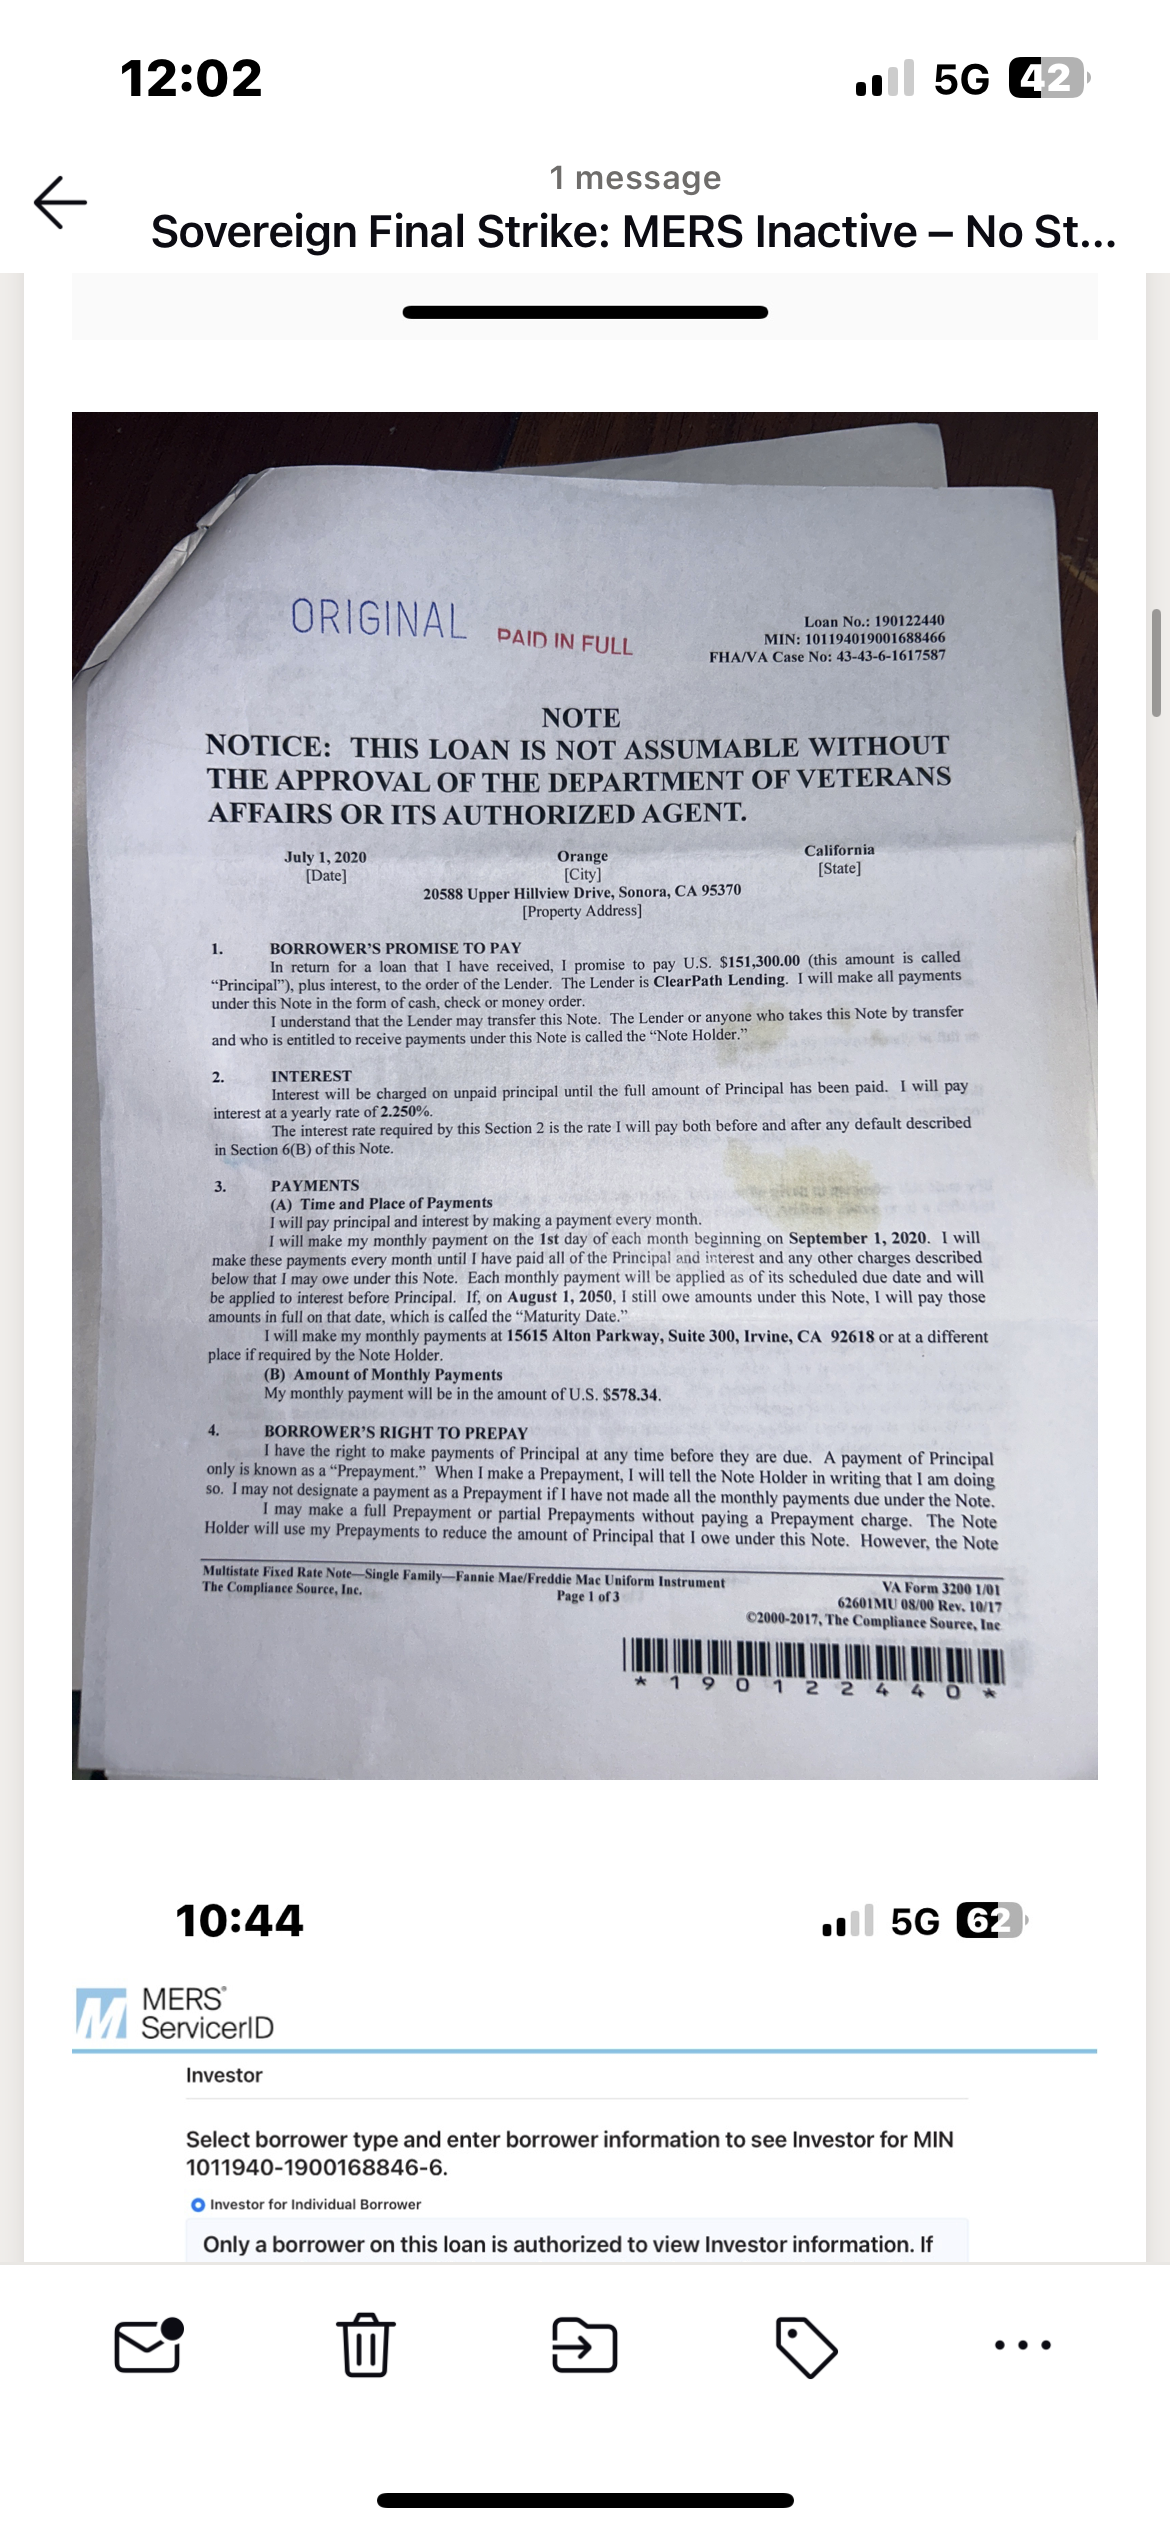 12:02
5G 42
1 message
Sovereign Final Strike: MERS Inactive – No St...
ORIGINAL
PAID IN FULL
Loan No.: 190122440
MIN: 101194019001688466
FHA/VA Case No: 43-43-6-1617587
NOTE
NOTICE: THIS LOAN IS NOT ASSUMABLE WITHOUT
THE APPROVAL OF THE DEPARTMENT OF VETERANS
AFFAIRS OR ITS AUTHORIZED AGENT.
July 1, 2020 Orange California
[Date] [City] [State]
20588 Upper Hillview Drive, Sonora, CA 95370
[Property Address]
1. BORROWER'S PROMISE TO PAY
In return for a loan that I have received, I promise to pay U.S. $151,300.00 (this amount is called
“Principal”), plus interest, to the order of the Lender. The Lender is ClearPath Lending. I will make all payments
under this Note in the form of cash, check or money order.
I understand that the Lender may transfer this Note. The Lender or anyone who takes this Note by transfer
and who is entitled to receive payments under this Note is called the “Note Holder.”
2. INTEREST
Interest will be charged on unpaid principal until the full amount of Principal has been paid. I will pay
interest at a yearly rate of 2.250%.
The interest rate required by this Section 2 is the rate I will pay both before and after any default described
in Section 6(B) of this Note.
3. PAYMENTS
(A) Time and Place of Payments
I will pay principal and interest by making a payment every month.
I will make my monthly payment on the 1st day of each month beginning on September 1, 2020. I will
make these payments every month until I have paid all of the Principal and interest and any other charges described
below that I may owe under this Note. Each monthly payment will be applied as of its scheduled due date and will
be applied to interest before Principal. If, on August 1, 2050, I still owe amounts under this Note, I will pay those
amounts in full on that date, which is called the “Maturity Date.”
I will make my monthly payments at 15615 Alton Parkway, Suite 300, Irvine, CA 92618 or at a different
place if required by the Note Holder.
(B) Amount of Monthly Payments
My monthly payment will be in the amount of U.S. $578.34.
4. BORROWER'S RIGHT TO PREPAY
I have the right to make payments of Principal at any time before they are due. A payment of Principal
only is known as a “Prepayment.” When I make a Prepayment, I will tell the Note Holder in writing that I am doing
so. I may not designate a payment as a Prepayment if I have not made all the monthly payments due under the Note.
I may make a full Prepayment or partial Prepayments without paying a Prepayment charge. The Note
Holder will use my Prepayments to reduce the amount of Principal that I owe under this Note. However, the Note
Multistate Fixed Rate Note—Single Family—Fannie Mae/Freddie Mac Uniform Instrument
The Compliance Source, Inc.
Page 1 of 3
VA Form 3200 1/01
62601MU 08/00 Rev. 10/17
©2000-2017, The Compliance Source, Inc
* 1 9 0 1 2 2 4 4 0 *
10:44
5G 62
MERS®
ServicerID
Investor
Select borrower type and enter borrower information to see Investor for MIN
1011940-1900168846-6.
Investor for Individual Borrower
Only a borrower on this loan is authorized to view Investor information. If